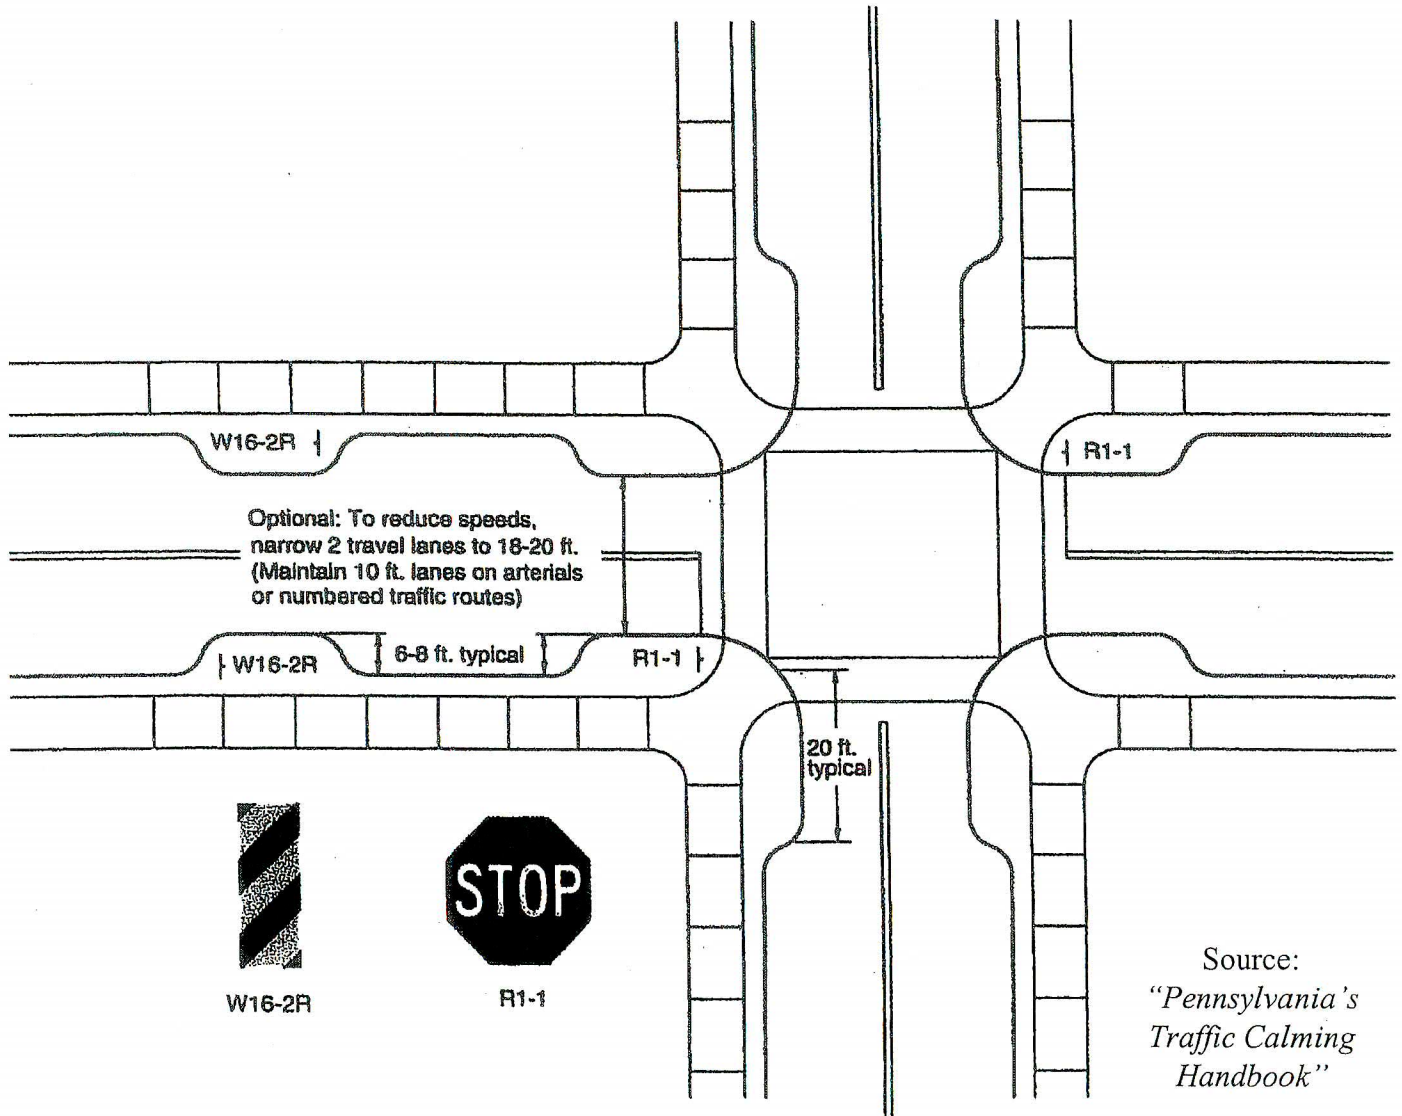 W16-2R
R1-1
Optional: To reduce speeds,
narrow 2 travel lanes to 18-20 ft.
(Maintain 10 ft. lanes on arterials
or numbered traffic routes)
6-8 ft. typical
W16-2R
R1-1
20 ft.
typical
STOP
W16-2R
R1-1
Source:
“Pennsylvania’s
Traffic Calming
Handbook”